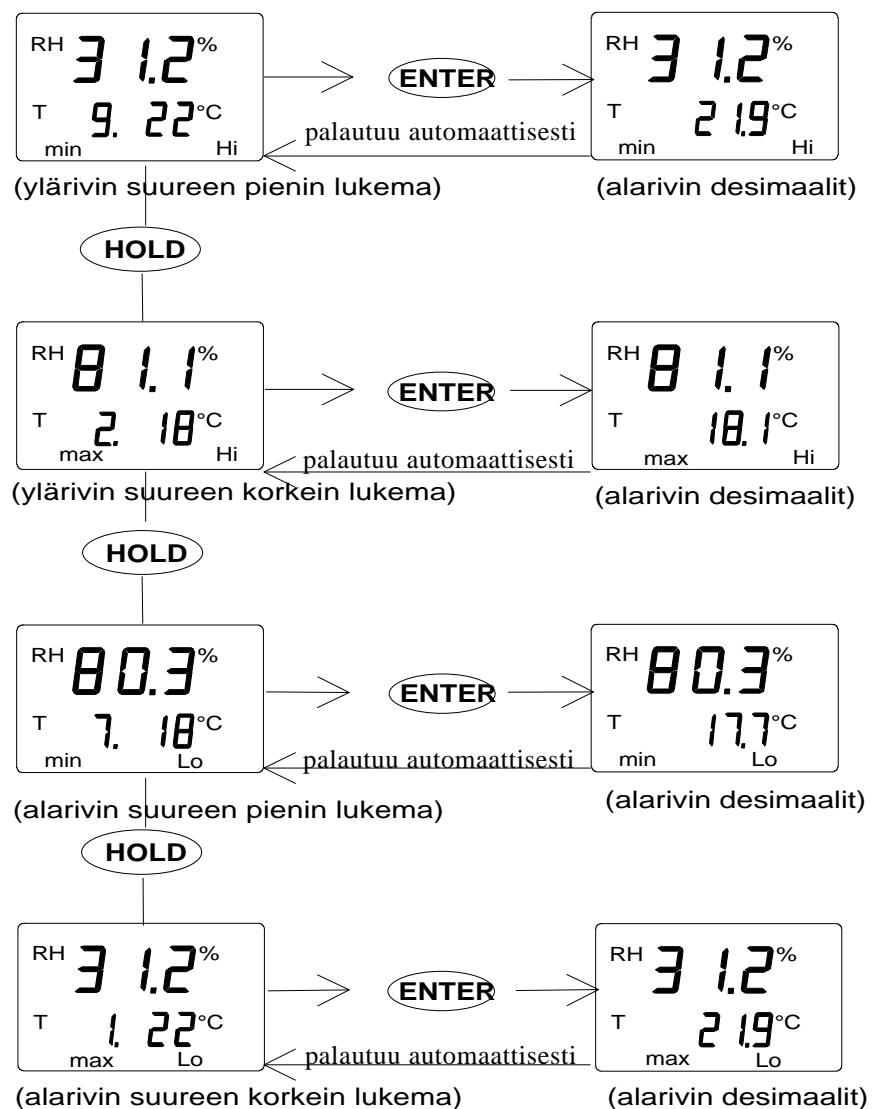 RH 31.2% ENTER RH 31.2%
T 9. 22°C T 21.9°C
palautuu automaattisesti
min Hi min Hi
(ylärivin suureen pienin lukema) (alarivin desimaalit)
HOLD
RH 81.1% ENTER RH 81.1%
T 2. 18°C T 18.1°C
palautuu automaattisesti
max Hi max Hi
(ylärivin suureen korkein lukema) (alarivin desimaalit)
HOLD
RH 80.3% ENTER RH 80.3%
T 7. 18°C T 17.7°C
palautuu automaattisesti
min Lo min Lo
(alarivin suureen pienin lukema) (alarivin desimaalit)
HOLD
RH 31.2% ENTER RH 31.2%
T 1. 22°C T 21.9°C
palautuu automaattisesti
max Lo max Lo
(alarivin suureen korkein lukema) (alarivin desimaalit)